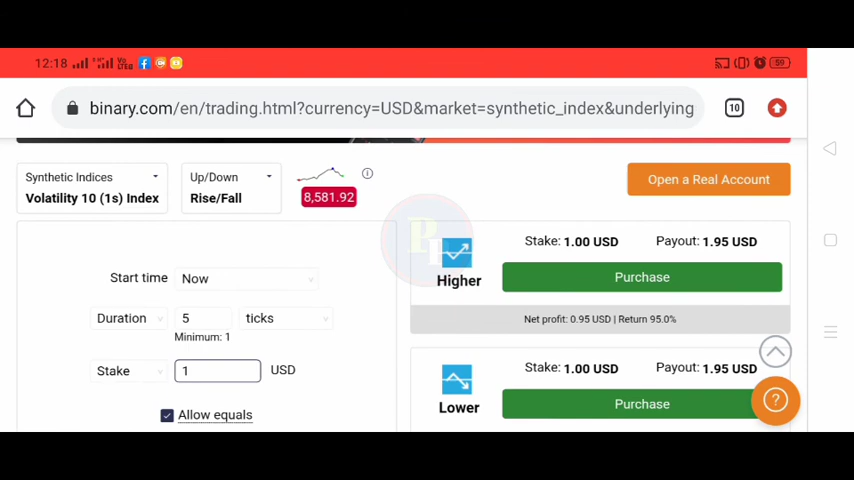 12:18
59
binary.com/en/trading.html?currency=USD&market=synthetic_index&underlying
10
Synthetic Indices
Volatility 10 (1s) Index
Up/Down
Rise/Fall
8,581.92
Open a Real Account
Start time Now
Duration 5 ticks
Minimum: 1
Stake 1 USD
Allow equals
Higher
Stake: 1.00 USD Payout: 1.95 USD
Purchase
Net profit: 0.95 USD | Return 95.0%
Lower
Stake: 1.00 USD Payout: 1.95 USD
Purchase
?